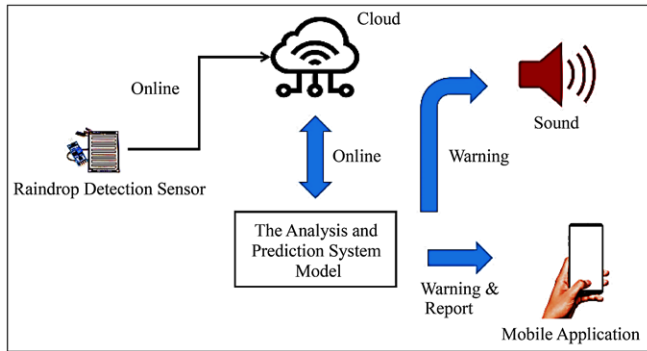 Cloud
Online
Raindrop Detection Sensor
Online
The Analysis and
Prediction System
Model
Warning
Sound
Warning &
Report
Mobile Application